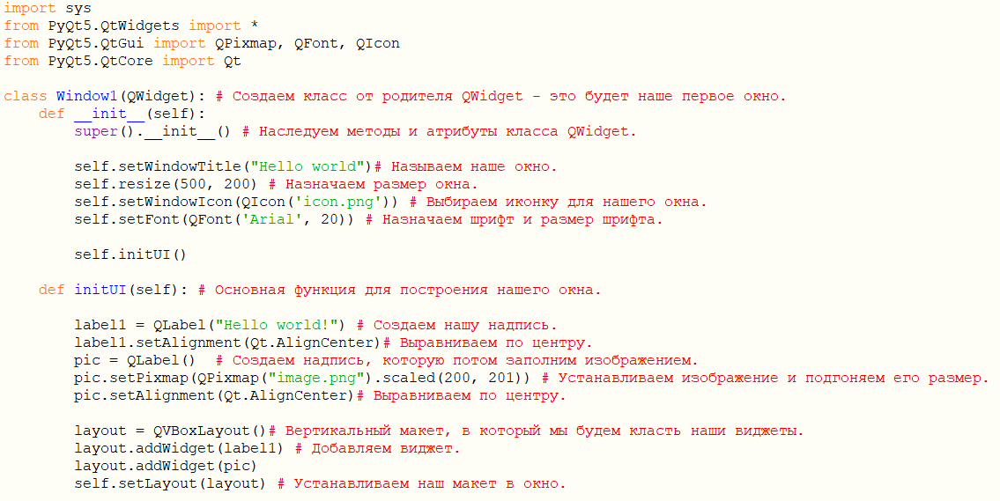 import sys
from PyQt5.QtWidgets import *
from PyQt5.QtGui import QPixmap, QFont, QIcon
from PyQt5.QtCore import Qt

class Window1(QWidget): # Создаем класс от родителя QWidget - это будет наше первое окно.
    def __init__(self):
        super().__init__() # Наследуем методы и атрибуты класса QWidget.

        self.setWindowTitle("Hello world")# Называем наше окно.
        self.resize(500, 200) # Назначаем размер окна.
        self.setWindowIcon(QIcon('icon.png')) # Выбираем иконку для нашего окна.
        self.setFont(QFont('Arial', 20)) # Назначаем шрифт и размер шрифта.

        self.initUI()

    def initUI(self): # Основная функция для построения нашего окна.

        label1 = QLabel("Hello world!") # Создаем нашу надпись.
        label1.setAlignment(Qt.AlignCenter)# Выравниваем по центру.
        pic = QLabel()  # Создаем надпись, которую потом заполним изображением.
        pic.setPixmap(QPixmap("image.png").scaled(200, 201)) # Устанавливаем изображение и подгоняем его размер.
        pic.setAlignment(Qt.AlignCenter)# Выравниваем по центру.

        layout = QVBoxLayout()# Вертикальный макет, в который мы будем класть наши виджеты.
        layout.addWidget(label1) # Добавляем виджет.
        layout.addWidget(pic)
        self.setLayout(layout) # Устанавливаем наш макет в окно.